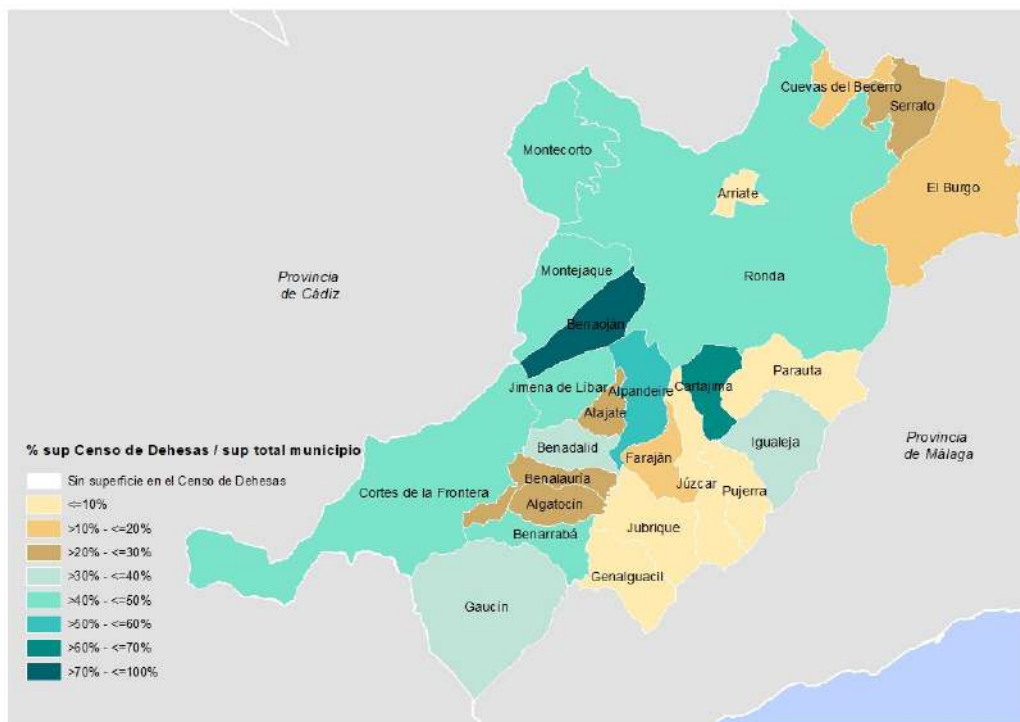 Cuevas del Becerro
Serrato
Montecorto
El Burgo
Arriate
Montejaque
Ronda
Provincia
de Cádiz
Benaoján
Parauta
Jimena de Líbar
Alpandeire
Cartajima
Atajate
Igualeja
Provincia
de Málaga
% sup Censo de Dehesas / sup total municipio
Benadalid
Faraján
Sin superficie en el Censo de Dehesas
Benalauría
Júzcar
Pujerra
Cortes de la Frontera
<=10%
Algatocín
>10% - <=20%
Jubrique
Benarrabá
>20% - <=30%
Genalguacil
>30% - <=40%
Gaucín
>40% - <=50%
>50% - <=60%
>60% - <=70%
>70% - <=100%